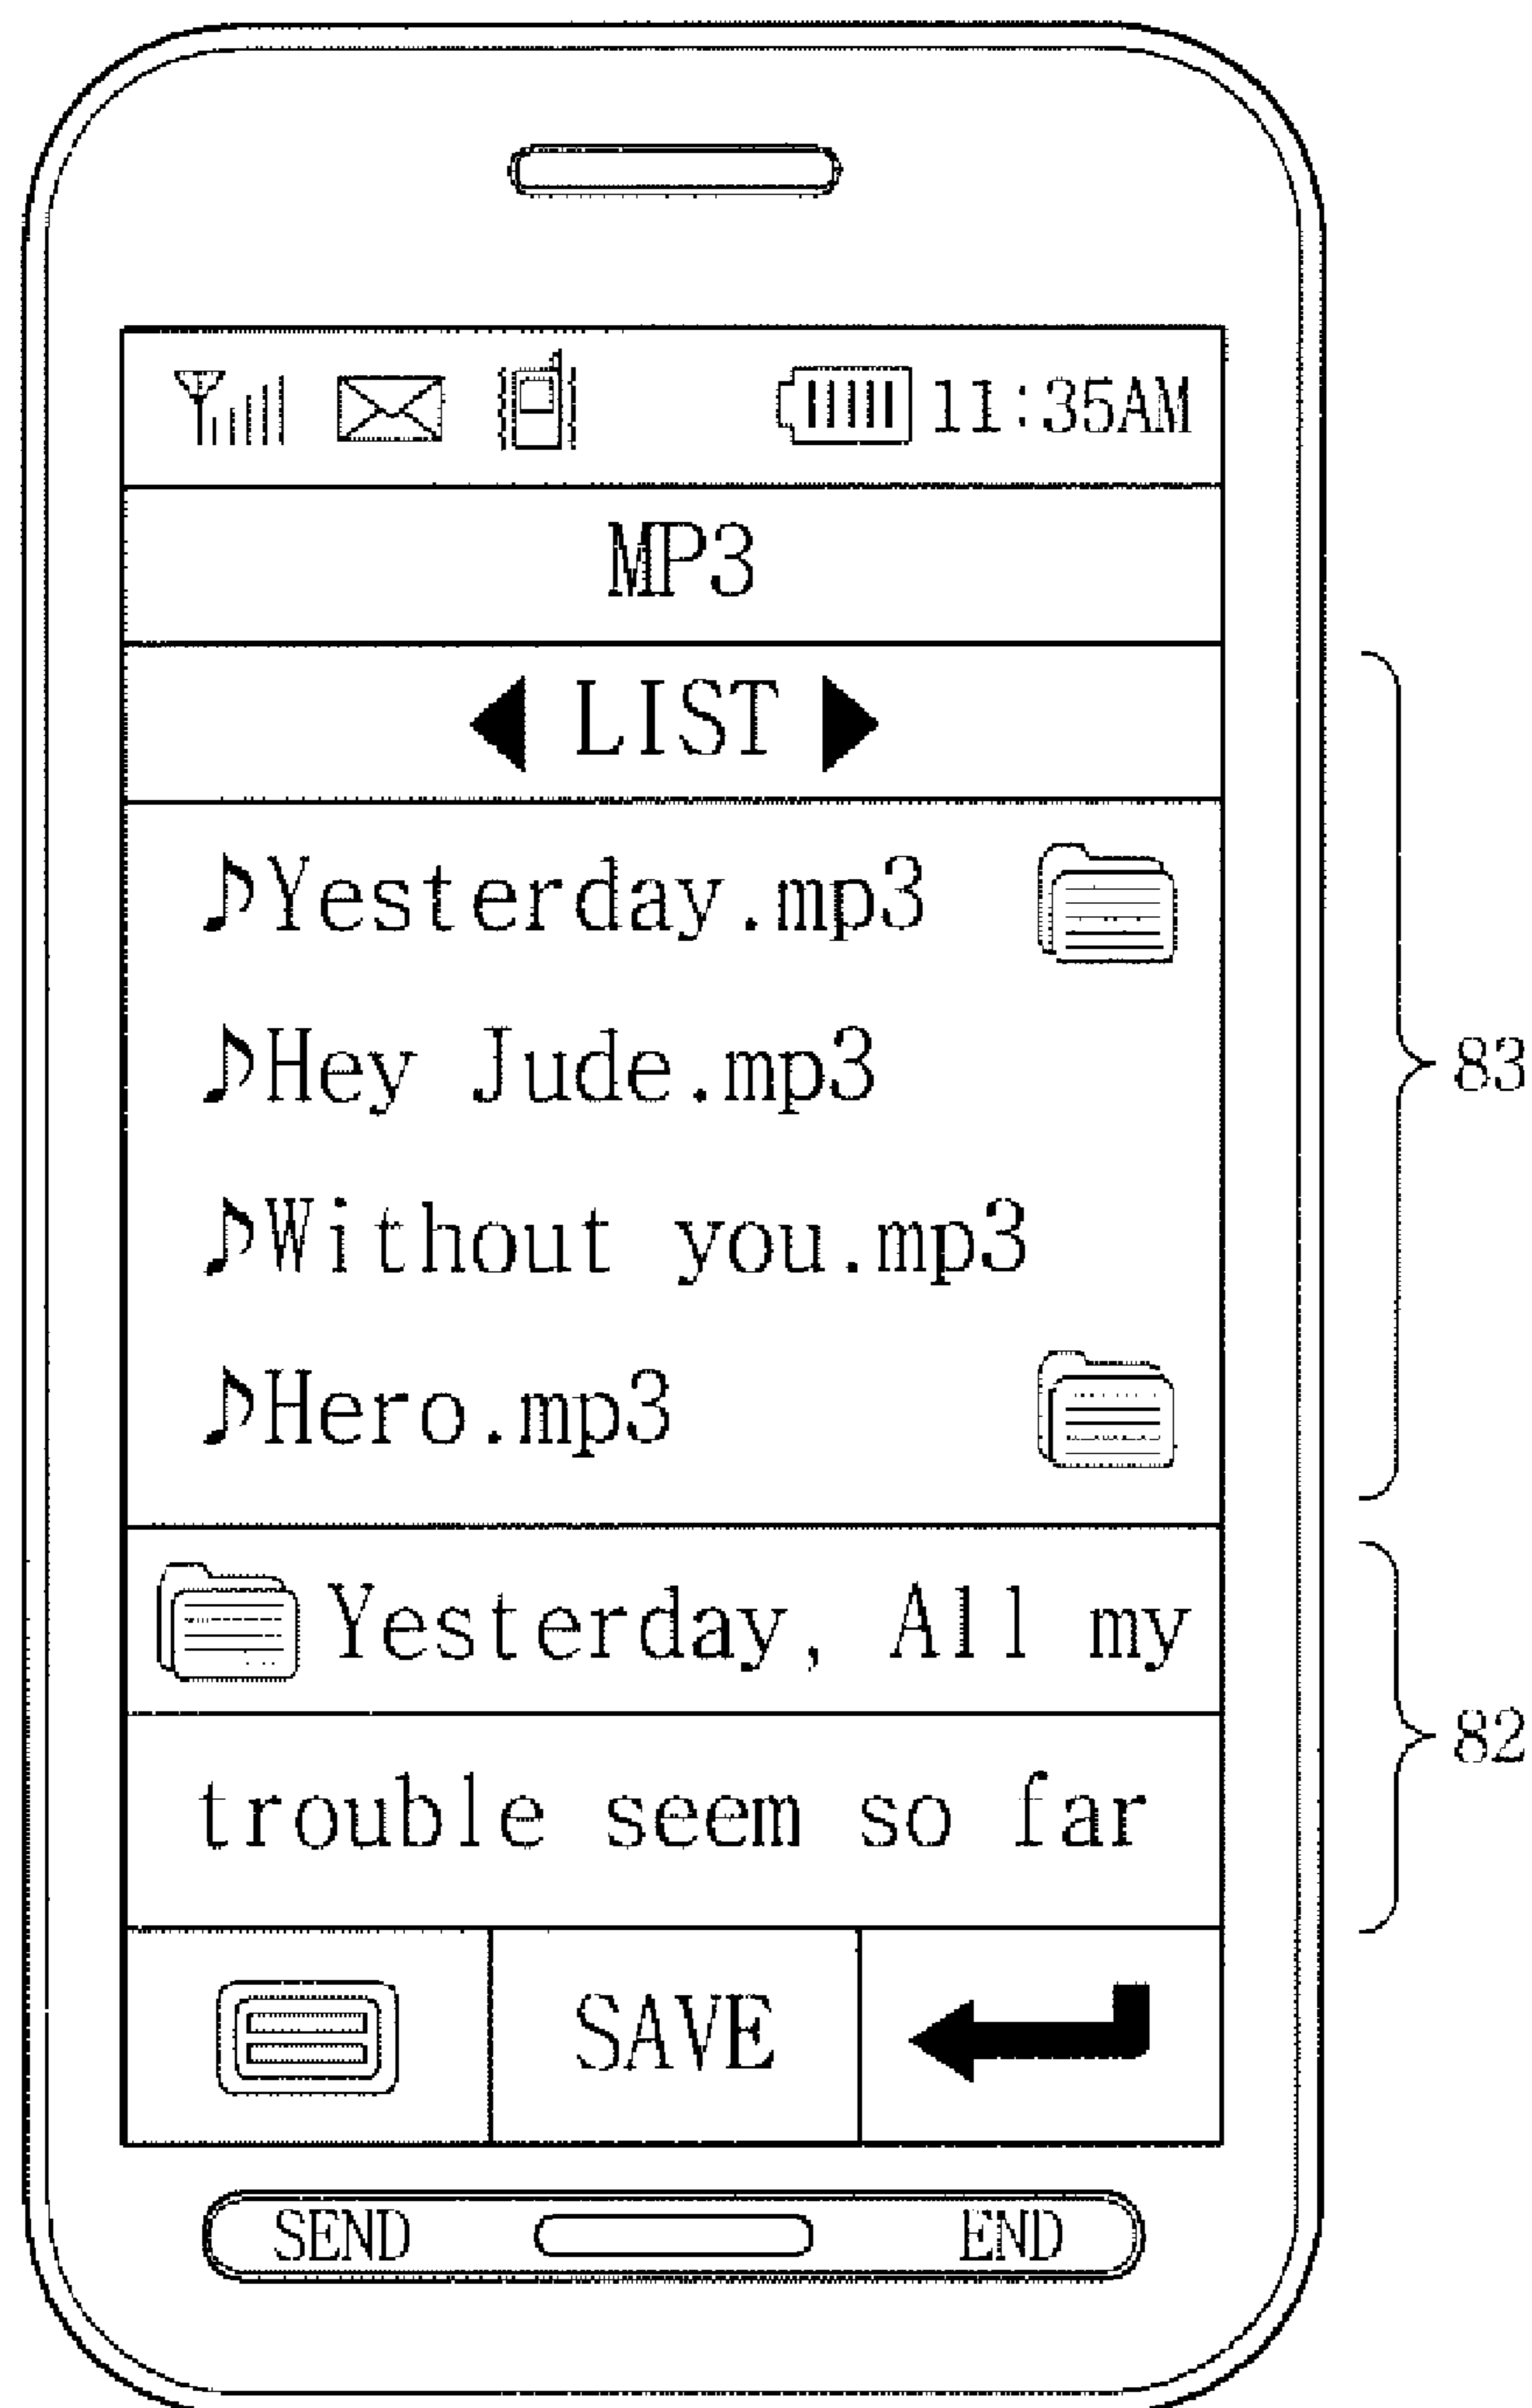 11:35AM
MP3
LIST
Yesterday.mp3
Hey Jude.mp3
Without you.mp3
Hero.mp3
83
Yesterday, All my
trouble seem so far
82
SAVE
SEND END